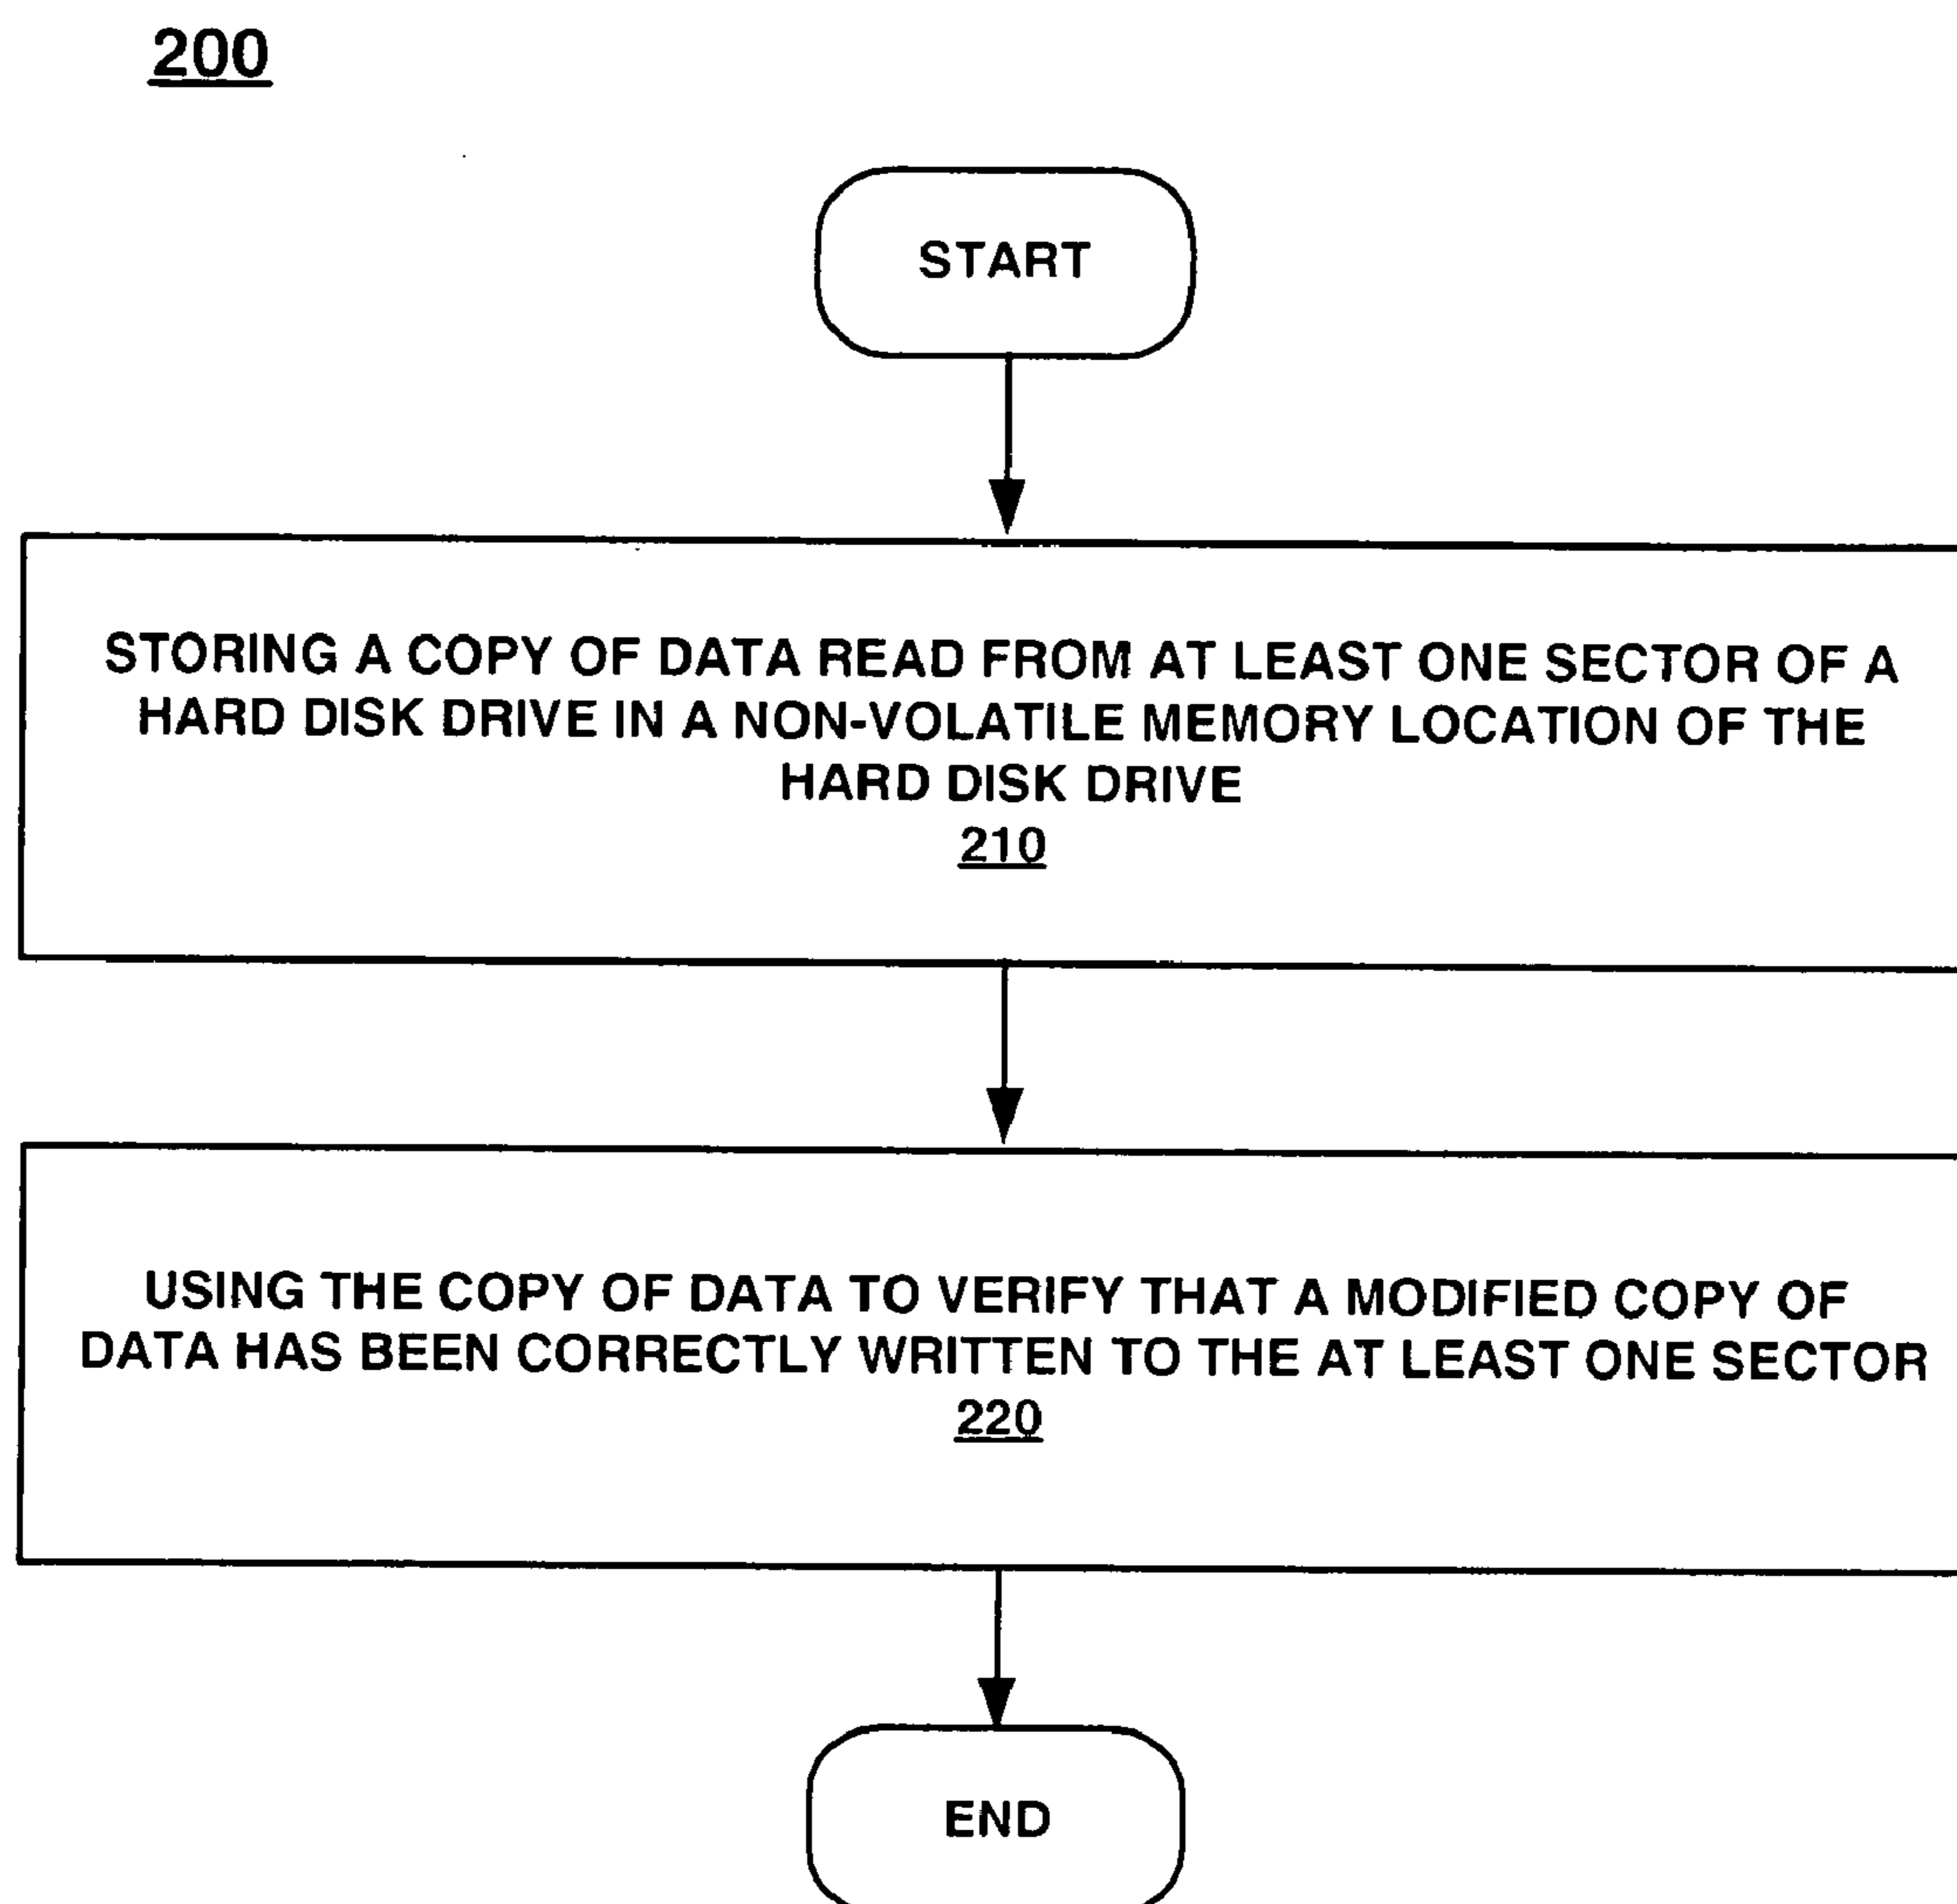 200
START
STORING A COPY OF DATA READ FROM AT LEAST ONE SECTOR OF A
HARD DISK DRIVE IN A NON-VOLATILE MEMORY LOCATION OF THE
HARD DISK DRIVE
210
USING THE COPY OF DATA TO VERIFY THAT A MODIFIED COPY OF
DATA HAS BEEN CORRECTLY WRITTEN TO THE AT LEAST ONE SECTOR
220
END